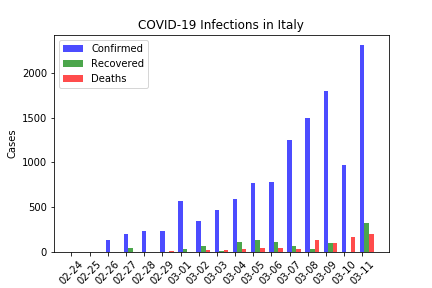 COVID-19 Infections in Italy
Confirmed
Recovered
Deaths
Cases
2000
1500
1000
500
0
02-24 02-25 02-26 02-27 02-28 02-29 03-01 03-02 03-03 03-04 03-05 03-06 03-07 03-08 03-09 03-10 03-11